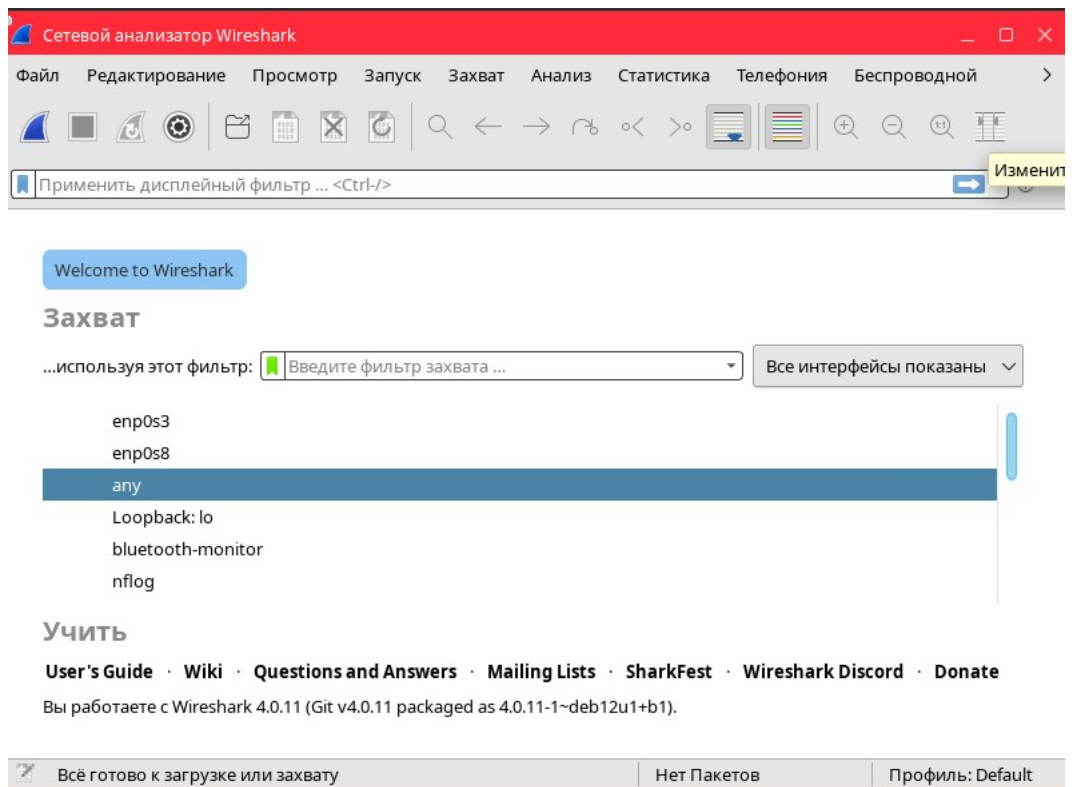 Сетевой анализатор Wireshark
Файл Редактирование Просмотр Запуск Захват Анализ Статистика Телефония Беспроводной
Применить дисплейный фильтр ... <Ctrl-/>
Изменит
Welcome to Wireshark
Захват
...используя этот фильтр: Введите фильтр захвата ... Все интерфейсы показаны
enp0s3
enp0s8
any
Loopback: lo
bluetooth-monitor
nflog
Учить
User's Guide · Wiki · Questions and Answers · Mailing Lists · SharkFest · Wireshark Discord · Donate
Вы работаете с Wireshark 4.0.11 (Git v4.0.11 packaged as 4.0.11-1~deb12u1+b1).
Всё готово к загрузке или захвату Нет Пакетов Профиль: Default